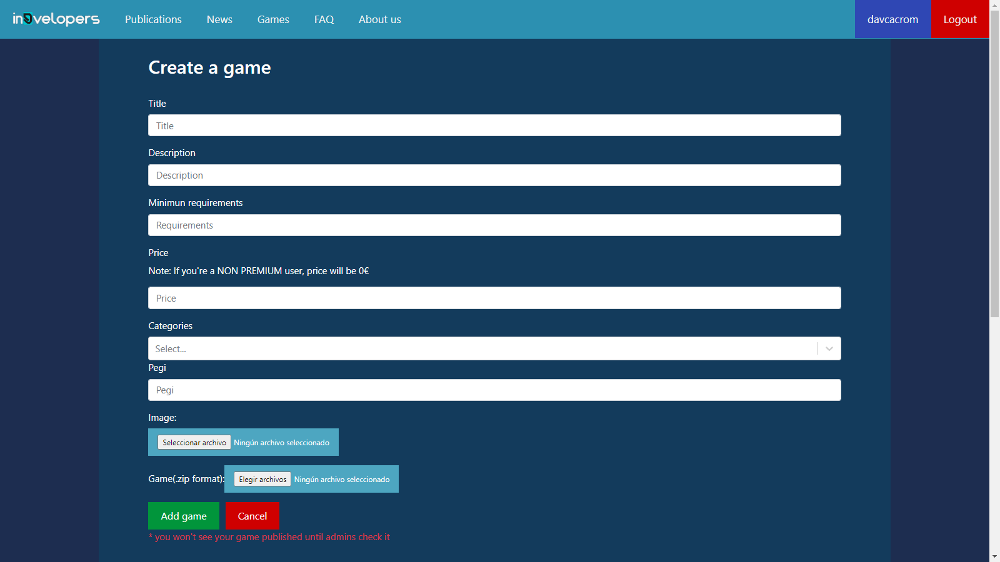 inDvelopers Publications News Games FAQ About us davcacrom Logout
Create a game
Title
Title
Description
Description
Minimun requirements
Requirements
Price
Note: If you're a NON PREMIUM user, price will be 0€
Price
Categories
Select...
Pegi
Pegi
Image:
Seleccionar archivo Ningún archivo seleccionado
Game(.zip format): Elegir archivos Ningún archivo seleccionado
Add game Cancel
* you won't see your game published until admins check it